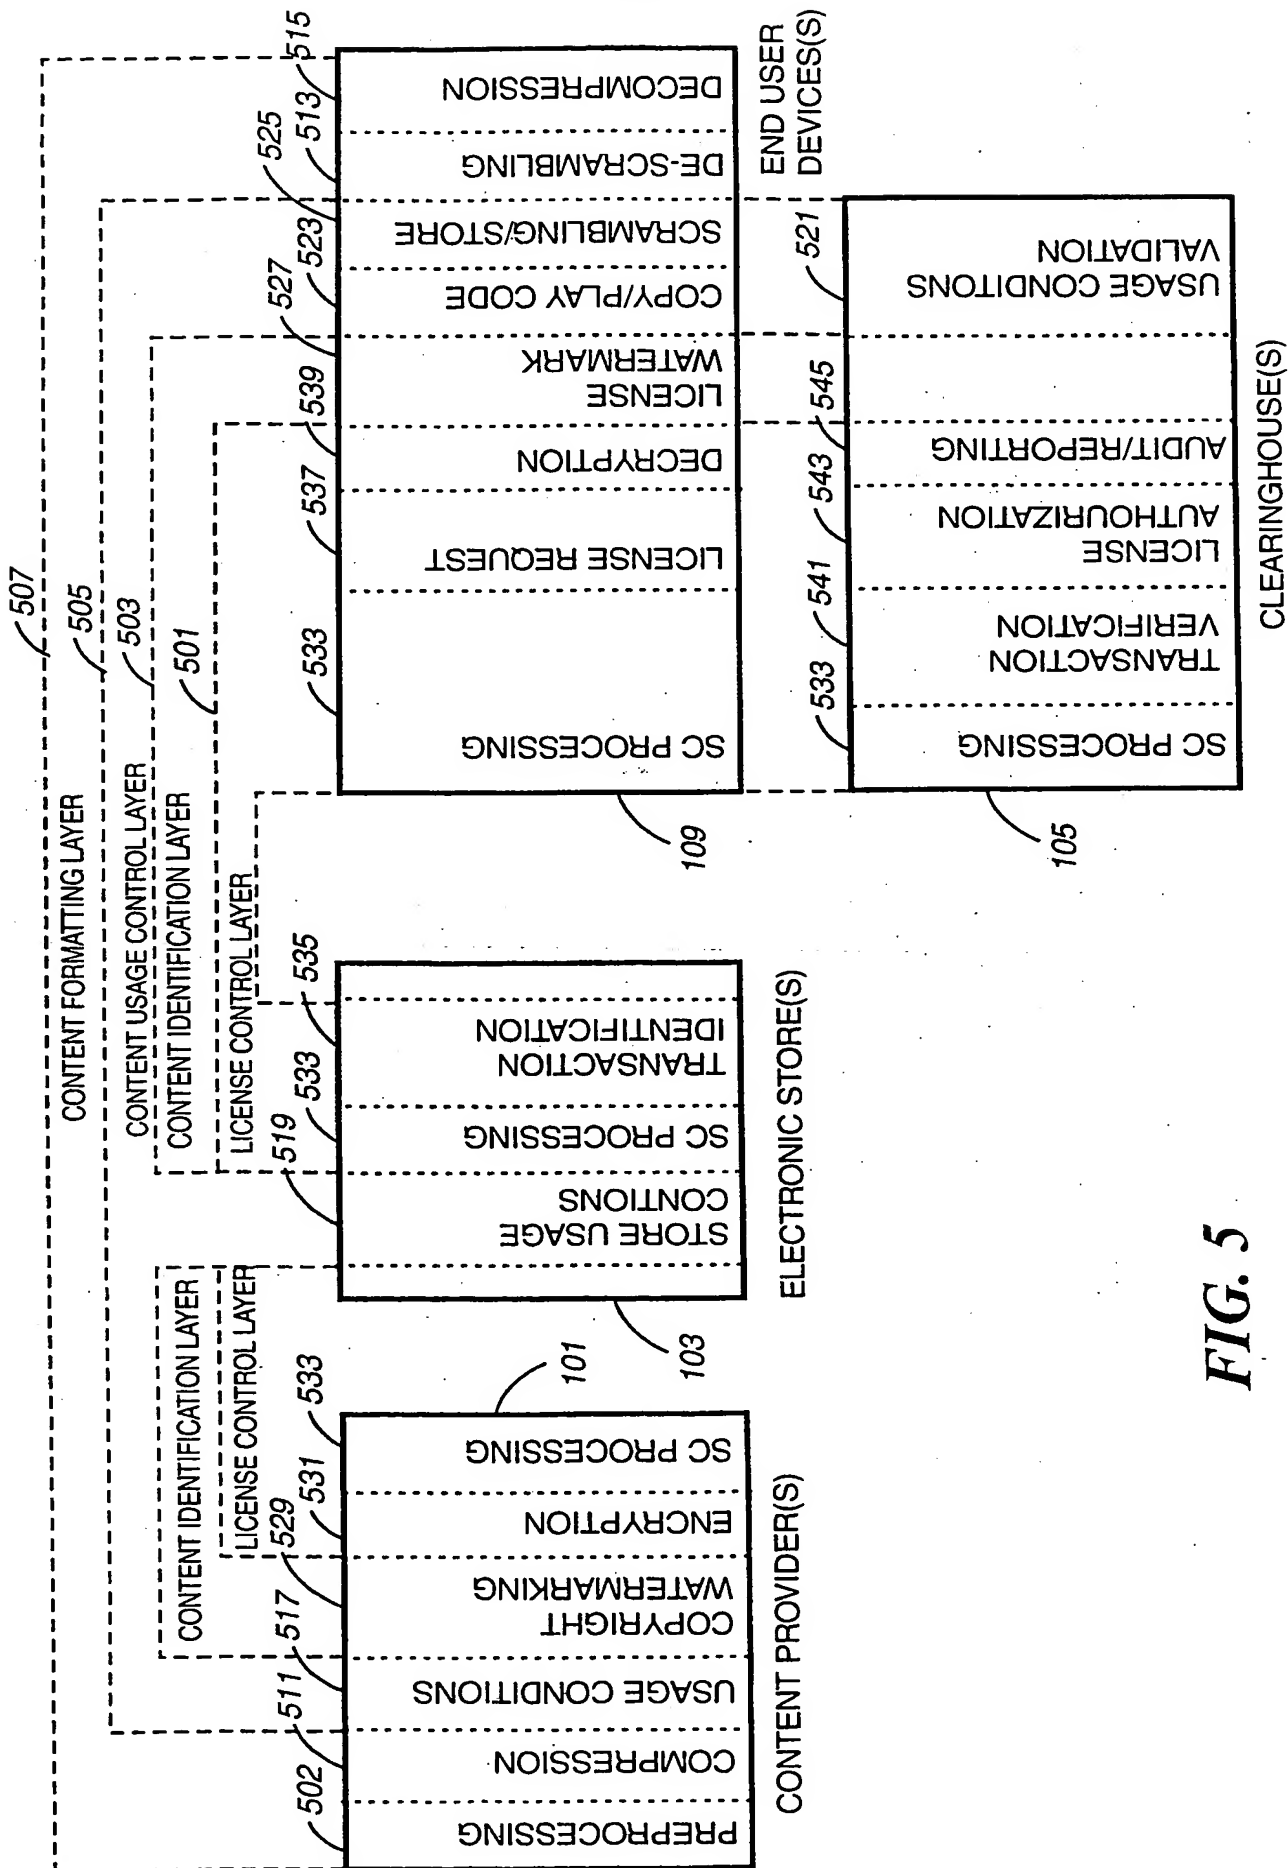 507
CONTENT FORMATTING LAYER
505
CONTENT USAGE CONTROL LAYER
503
CONTENT IDENTIFICATION LAYER
501
LICENSE CONTROL LAYER
CONTENT IDENTIFICATION LAYER
LICENSE CONTROL LAYER
502
511
517
529
531
533
PREPROCESSING
COMPRESSION
USAGE CONDITIONS
COPYRIGHT
WATERMARKING
ENCRYPTION
SC PROCESSING
101
CONTENT PROVIDER(S)
519
533
535
STORE USAGE
CONTIONS
SC PROCESSING
TRANSACTION
IDENTIFICATION
103
ELECTRONIC STORE(S)
533
537
539
527
523
525
513
515
SC PROCESSING
LICENSE REQUEST
DECRYPTION
LICENSE
WATERMARK
COPY/PLAY CODE
SCRAMBLING/STORE
DE-SCRAMBLING
DECOMPRESSION
109
END USER
DEVICES(S)
533
541
543
545
521
SC PROCESSING
TRANSACTION
VERIFICATION
LICENSE
AUTHOURIZATION
AUDIT/REPORTING
USAGE CONDITONS
VALIDATION
105
CLEARINGHOUSE(S)
FIG. 5